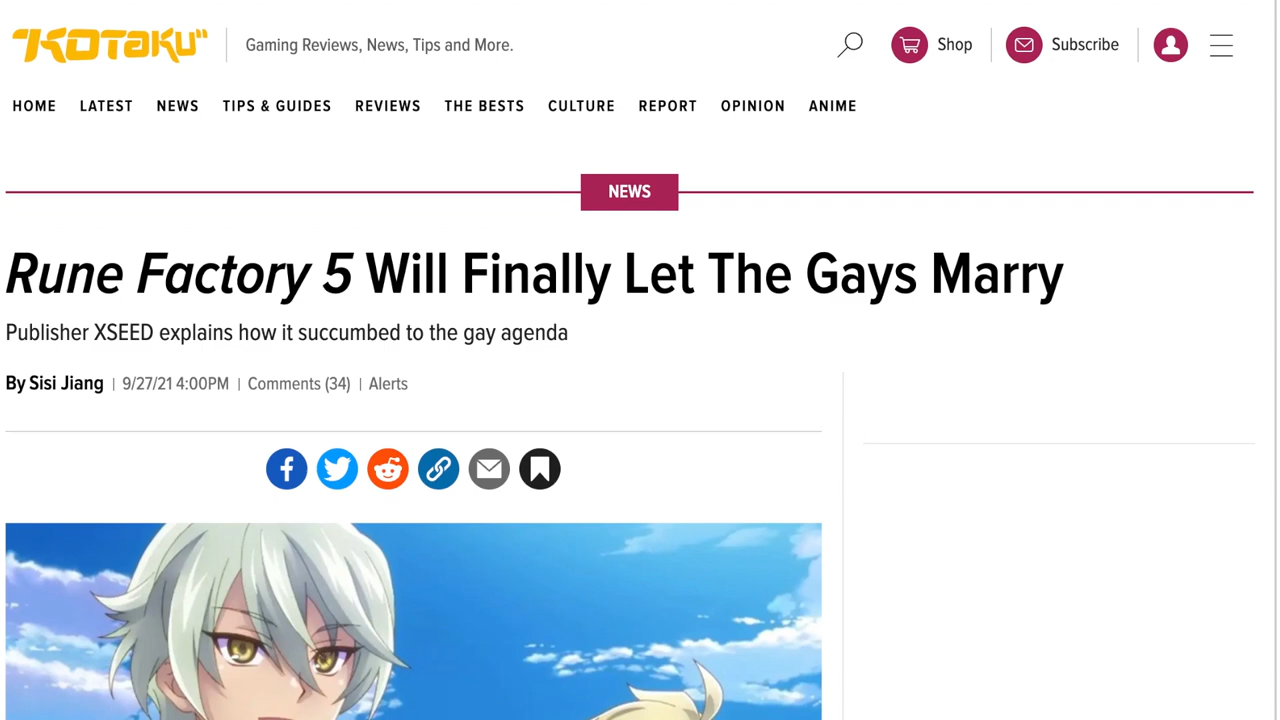 KOTAKU
Gaming Reviews, News, Tips and More.
Shop
Subscribe
HOME LATEST NEWS TIPS & GUIDES REVIEWS THE BESTS CULTURE REPORT OPINION ANIME
NEWS
Rune Factory 5 Will Finally Let The Gays Marry
Publisher XSEED explains how it succumbed to the gay agenda
By Sisi Jiang | 9/27/21 4:00PM | Comments (34) | Alerts